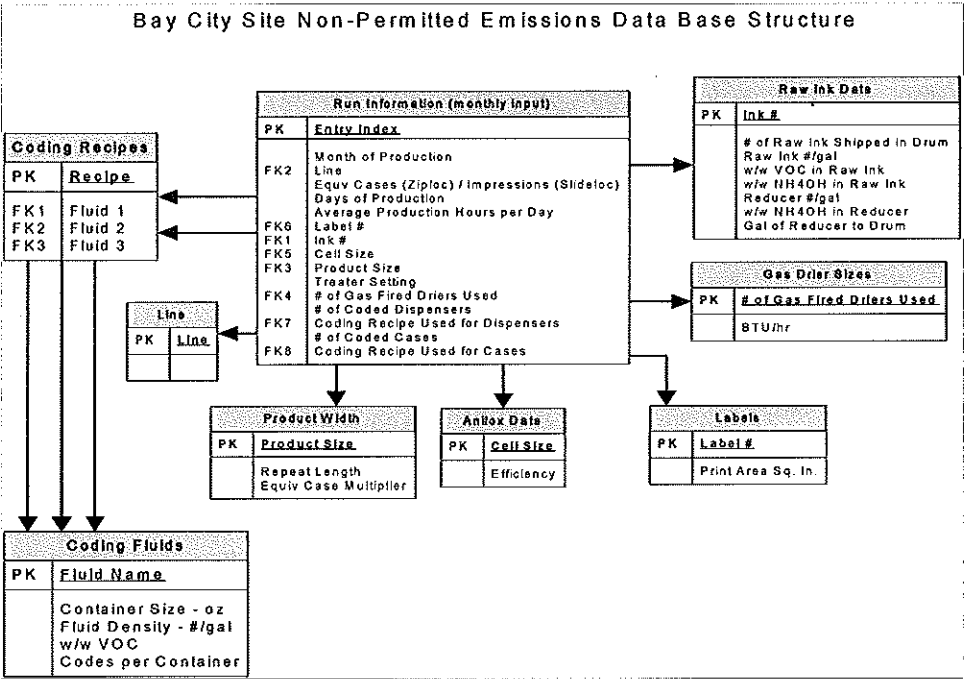 Bay City Site Non-Permitted Emissions Data Base Structure
Run Information (monthly input)
PK Entry Index
Month of Production
FK2 Line
Equv Cases (Ziploc) / Impressions (Slideloc)
Days of Production
Average Production Hours per Day
FK6 Label #
FK1 Ink #
FK5 Cell Size
FK3 Product Size
Treater Setting
FK4 # of Gas Fired Driers Used
# of Coded Dispensers
FK7 Coding Recipe Used for Dispensers
# of Coded Cases
FK8 Coding Recipe Used for Cases
Raw Ink Data
PK Ink #
# of Raw Ink Shipped in Drum
Raw Ink #/gal
w/w VOC in Raw Ink
w/w NH4OH in Raw Ink
Reducer #/gal
w/w NH4OH in Reducer
Gal of Reducer to Drum
Coding Recipes
PK Recipe
FK1 Fluid 1
FK2 Fluid 2
FK3 Fluid 3
Gas Drier Sizes
PK # of Gas Fired Driers Used
BTU/hr
Line
PK Line
Product Width
PK Product Size
Repeat Length
Equiv Case Multiplier
Antiox Data
PK Cell Size
Efficiency
Labels
PK Label #
Print Area Sq. In.
Coding Fluids
PK Fluid Name
Container Size - oz
Fluid Density - #/gal
w/w VOC
Codes per Container